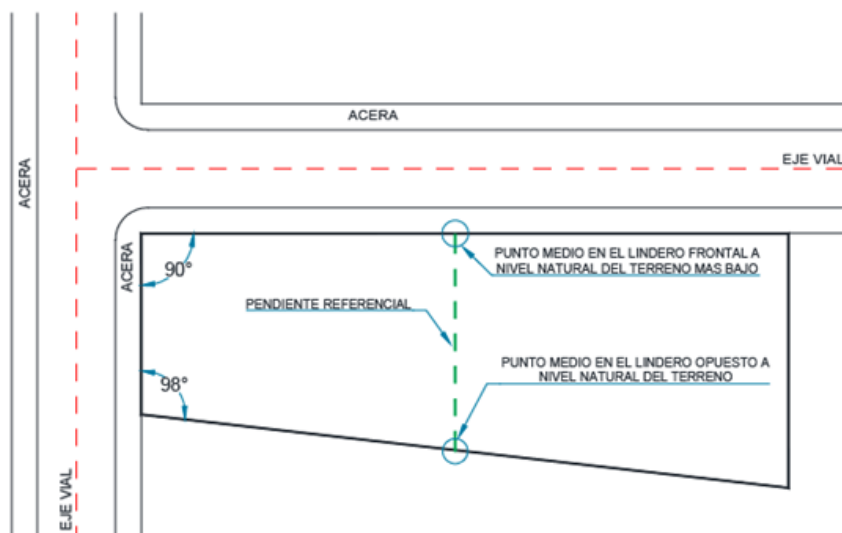 ACERA
ACERA
EJE VIAL
ACERA
90°
PUNTO MEDIO EN EL LINDERO FRONTAL A
NIVEL NATURAL DEL TERRENO MAS BAJO
PENDIENTE REFERENCIAL
PUNTO MEDIO EN EL LINDERO OPUESTO A
NIVEL NATURAL DEL TERRENO
98°
EJE VIAL